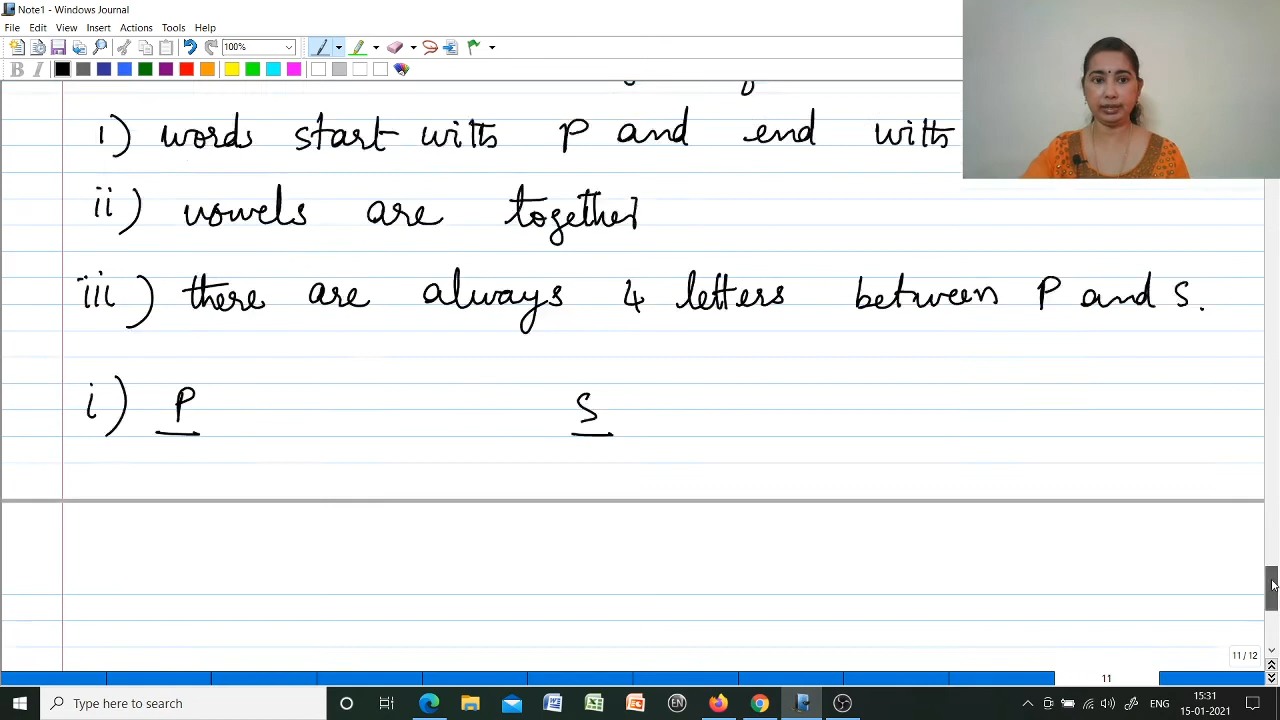 Note1 - Windows Journal
File Edit View Insert Actions Tools Help
100%
B I
i) words start with P and end with
ii) vowels are together
iii) there are always 4 letters between P and S.
i) P S
11 / 12
11
Type here to search
EN
ENG
15:31
15-01-2021